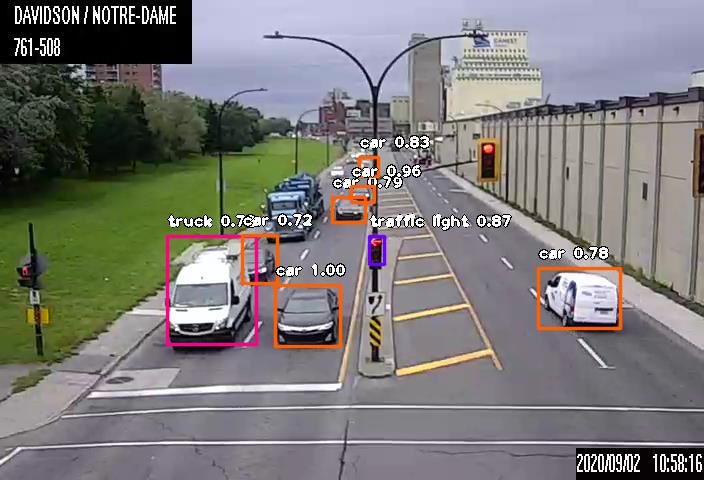 DAVIDSON / NOTRE-DAME
761-508
car 0.83
car 0.96
car 0.79
traffic light 0.87
truck 0.7
car 0.72
car 0.78
car 1.00
2020/09/02 10:58:16